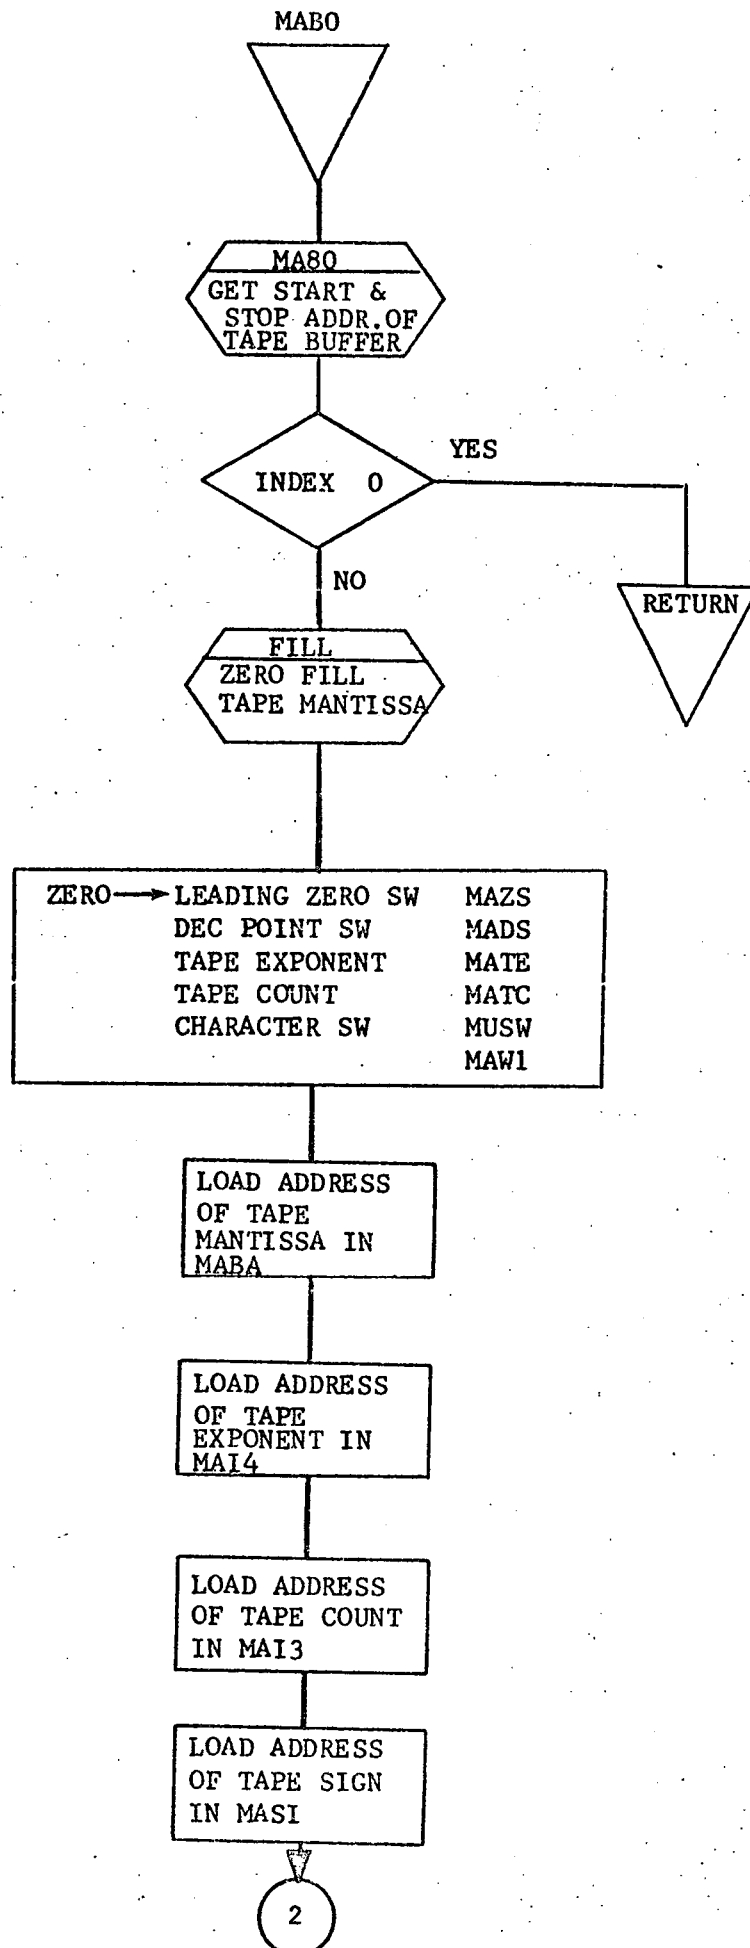 MAB0
MA80
GET START &
STOP ADDR.OF
TAPE BUFFER
YES
INDEX 0
NO
RETURN
FILL
ZERO FILL
TAPE MANTISSA
ZERO LEADING ZERO SW MAZS
DEC POINT SW MADS
TAPE EXPONENT MATE
TAPE COUNT MATC
CHARACTER SW MUSW
MAW1
LOAD ADDRESS
OF TAPE
MANTISSA IN
MABA
LOAD ADDRESS
OF TAPE
EXPONENT IN
MAI4
LOAD ADDRESS
OF TAPE COUNT
IN MAI3
LOAD ADDRESS
OF TAPE SIGN
IN MASI
2